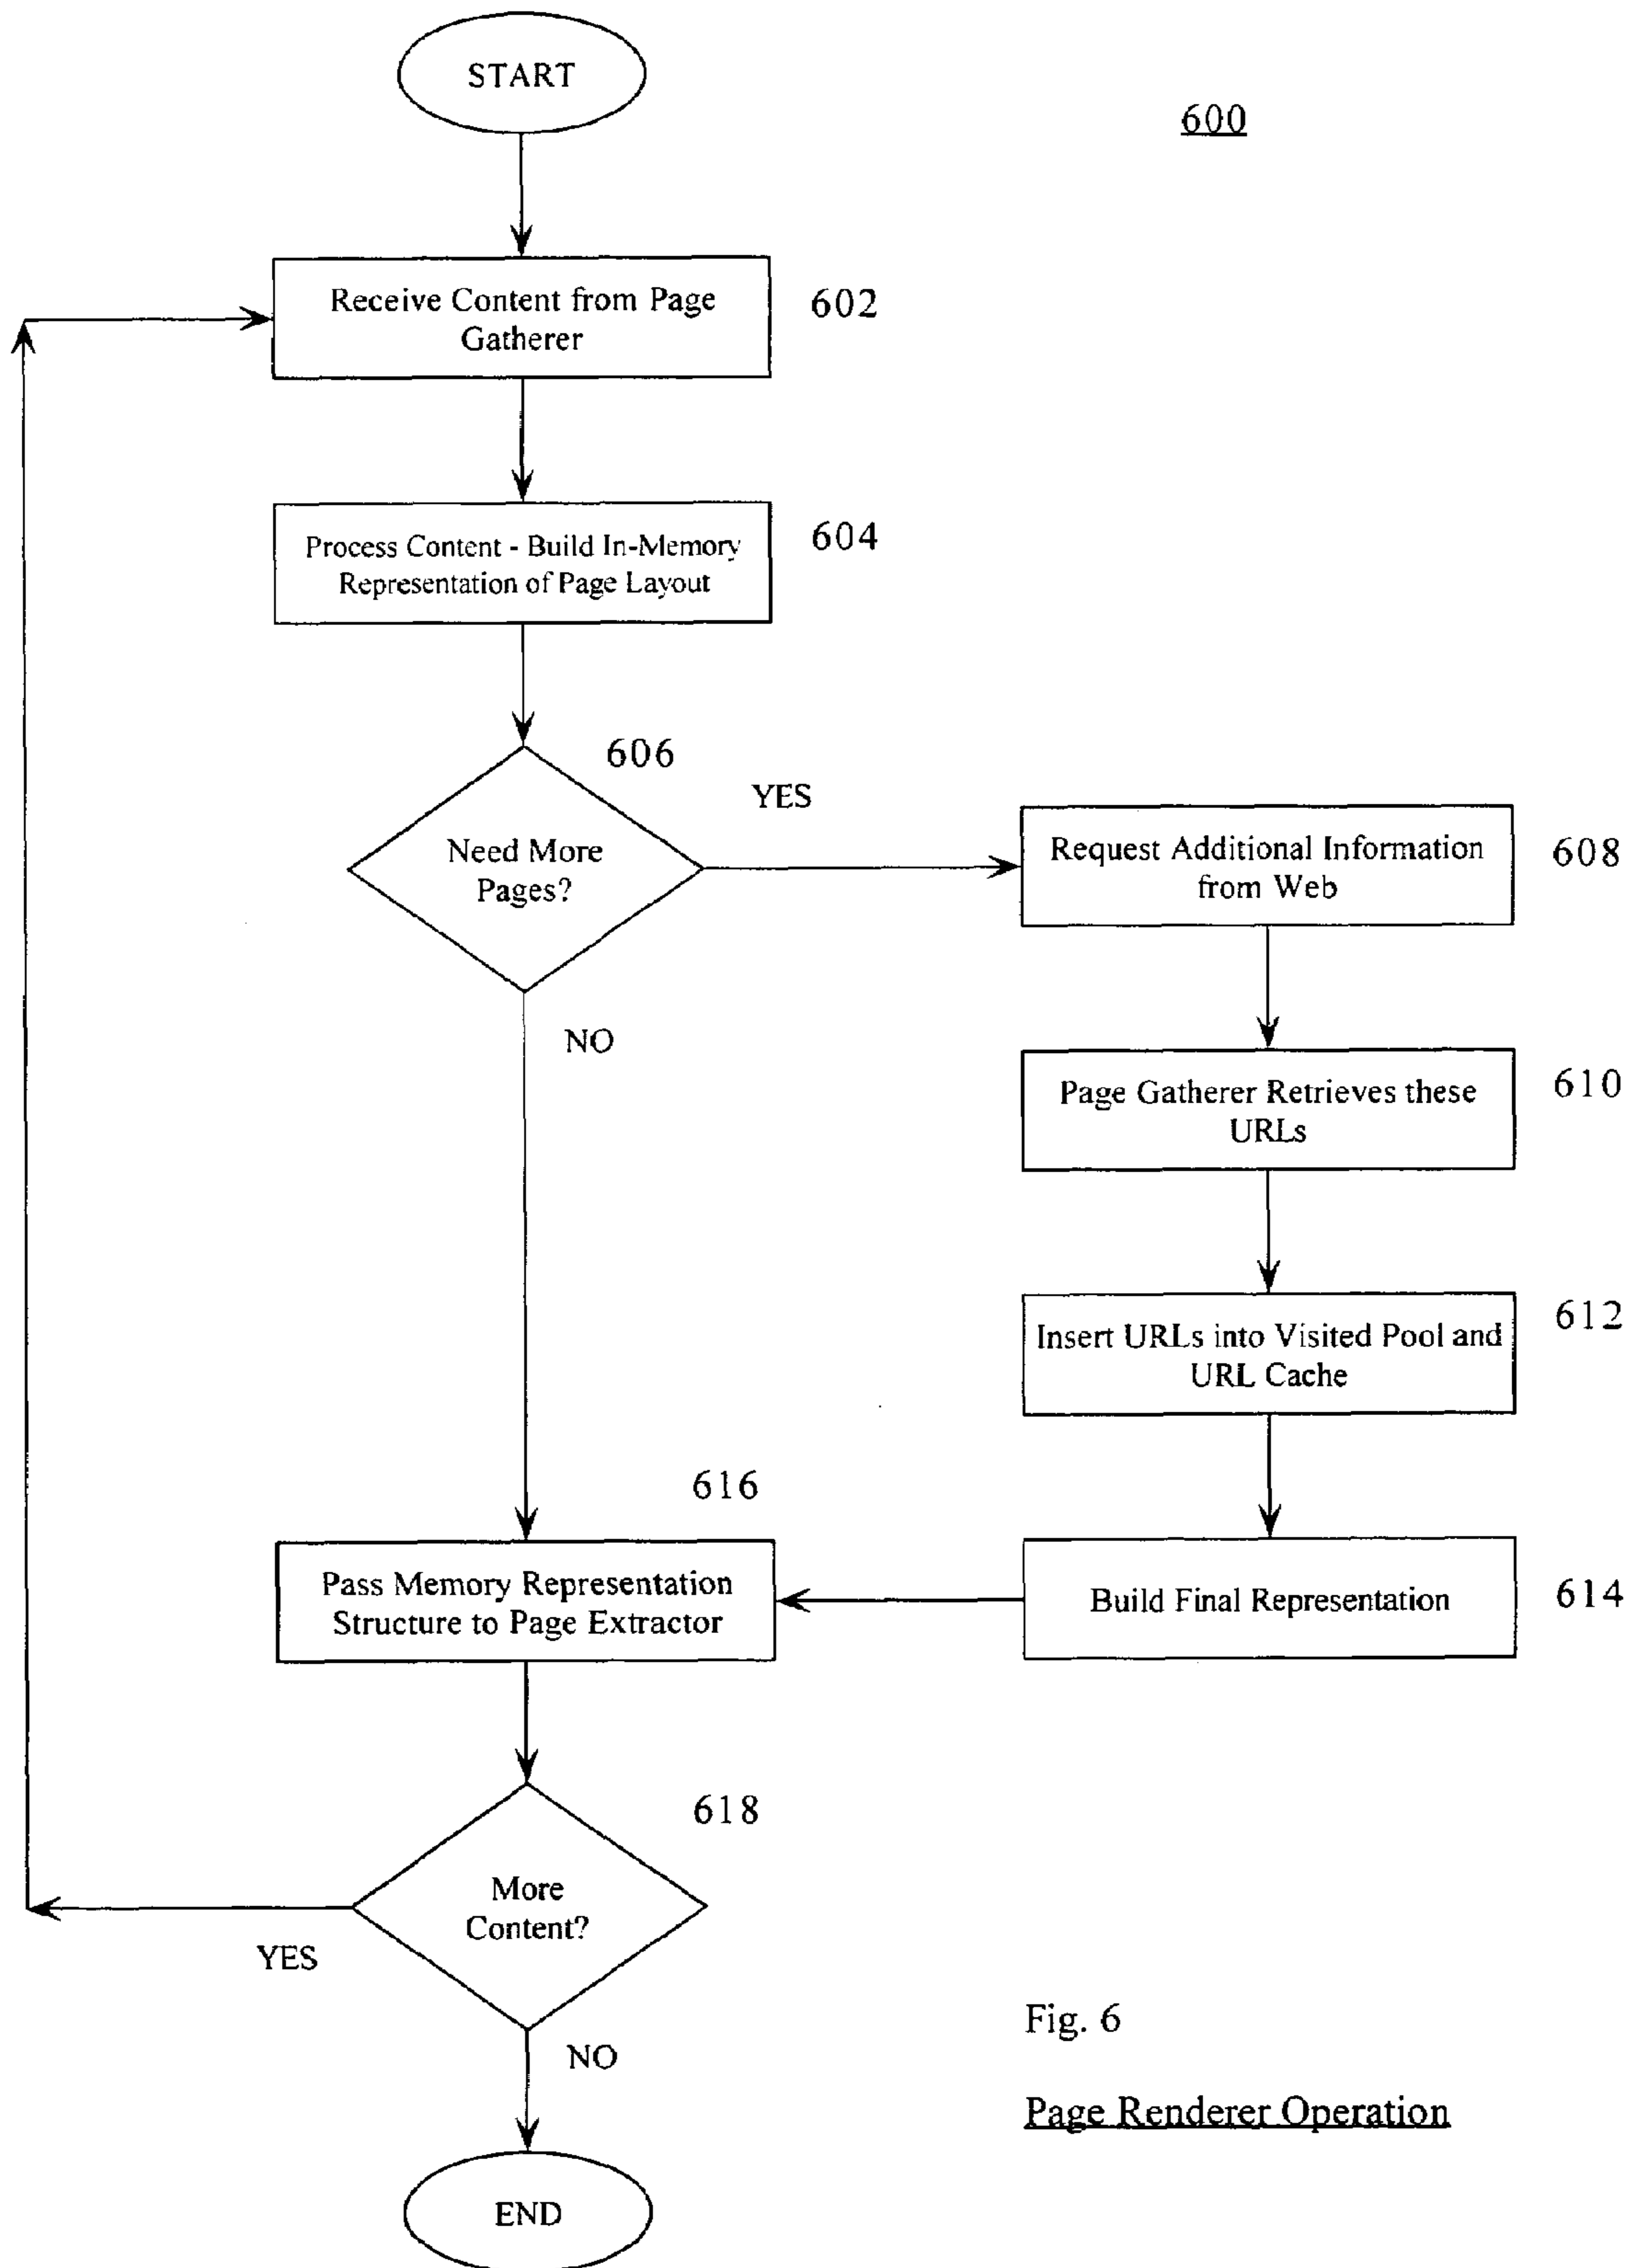 START
600
Receive Content from Page
Gatherer
602
Process Content - Build In-Memory
Representation of Page Layout
604
606
YES
Need More
Pages?
Request Additional Information
from Web
608
NO
Page Gatherer Retrieves these
URLs
610
Insert URLs into Visited Pool and
URL Cache
612
616
Pass Memory Representation
Structure to Page Extractor
Build Final Representation
614
618
More
Content?
YES
NO
Fig. 6
Page Renderer Operation
END